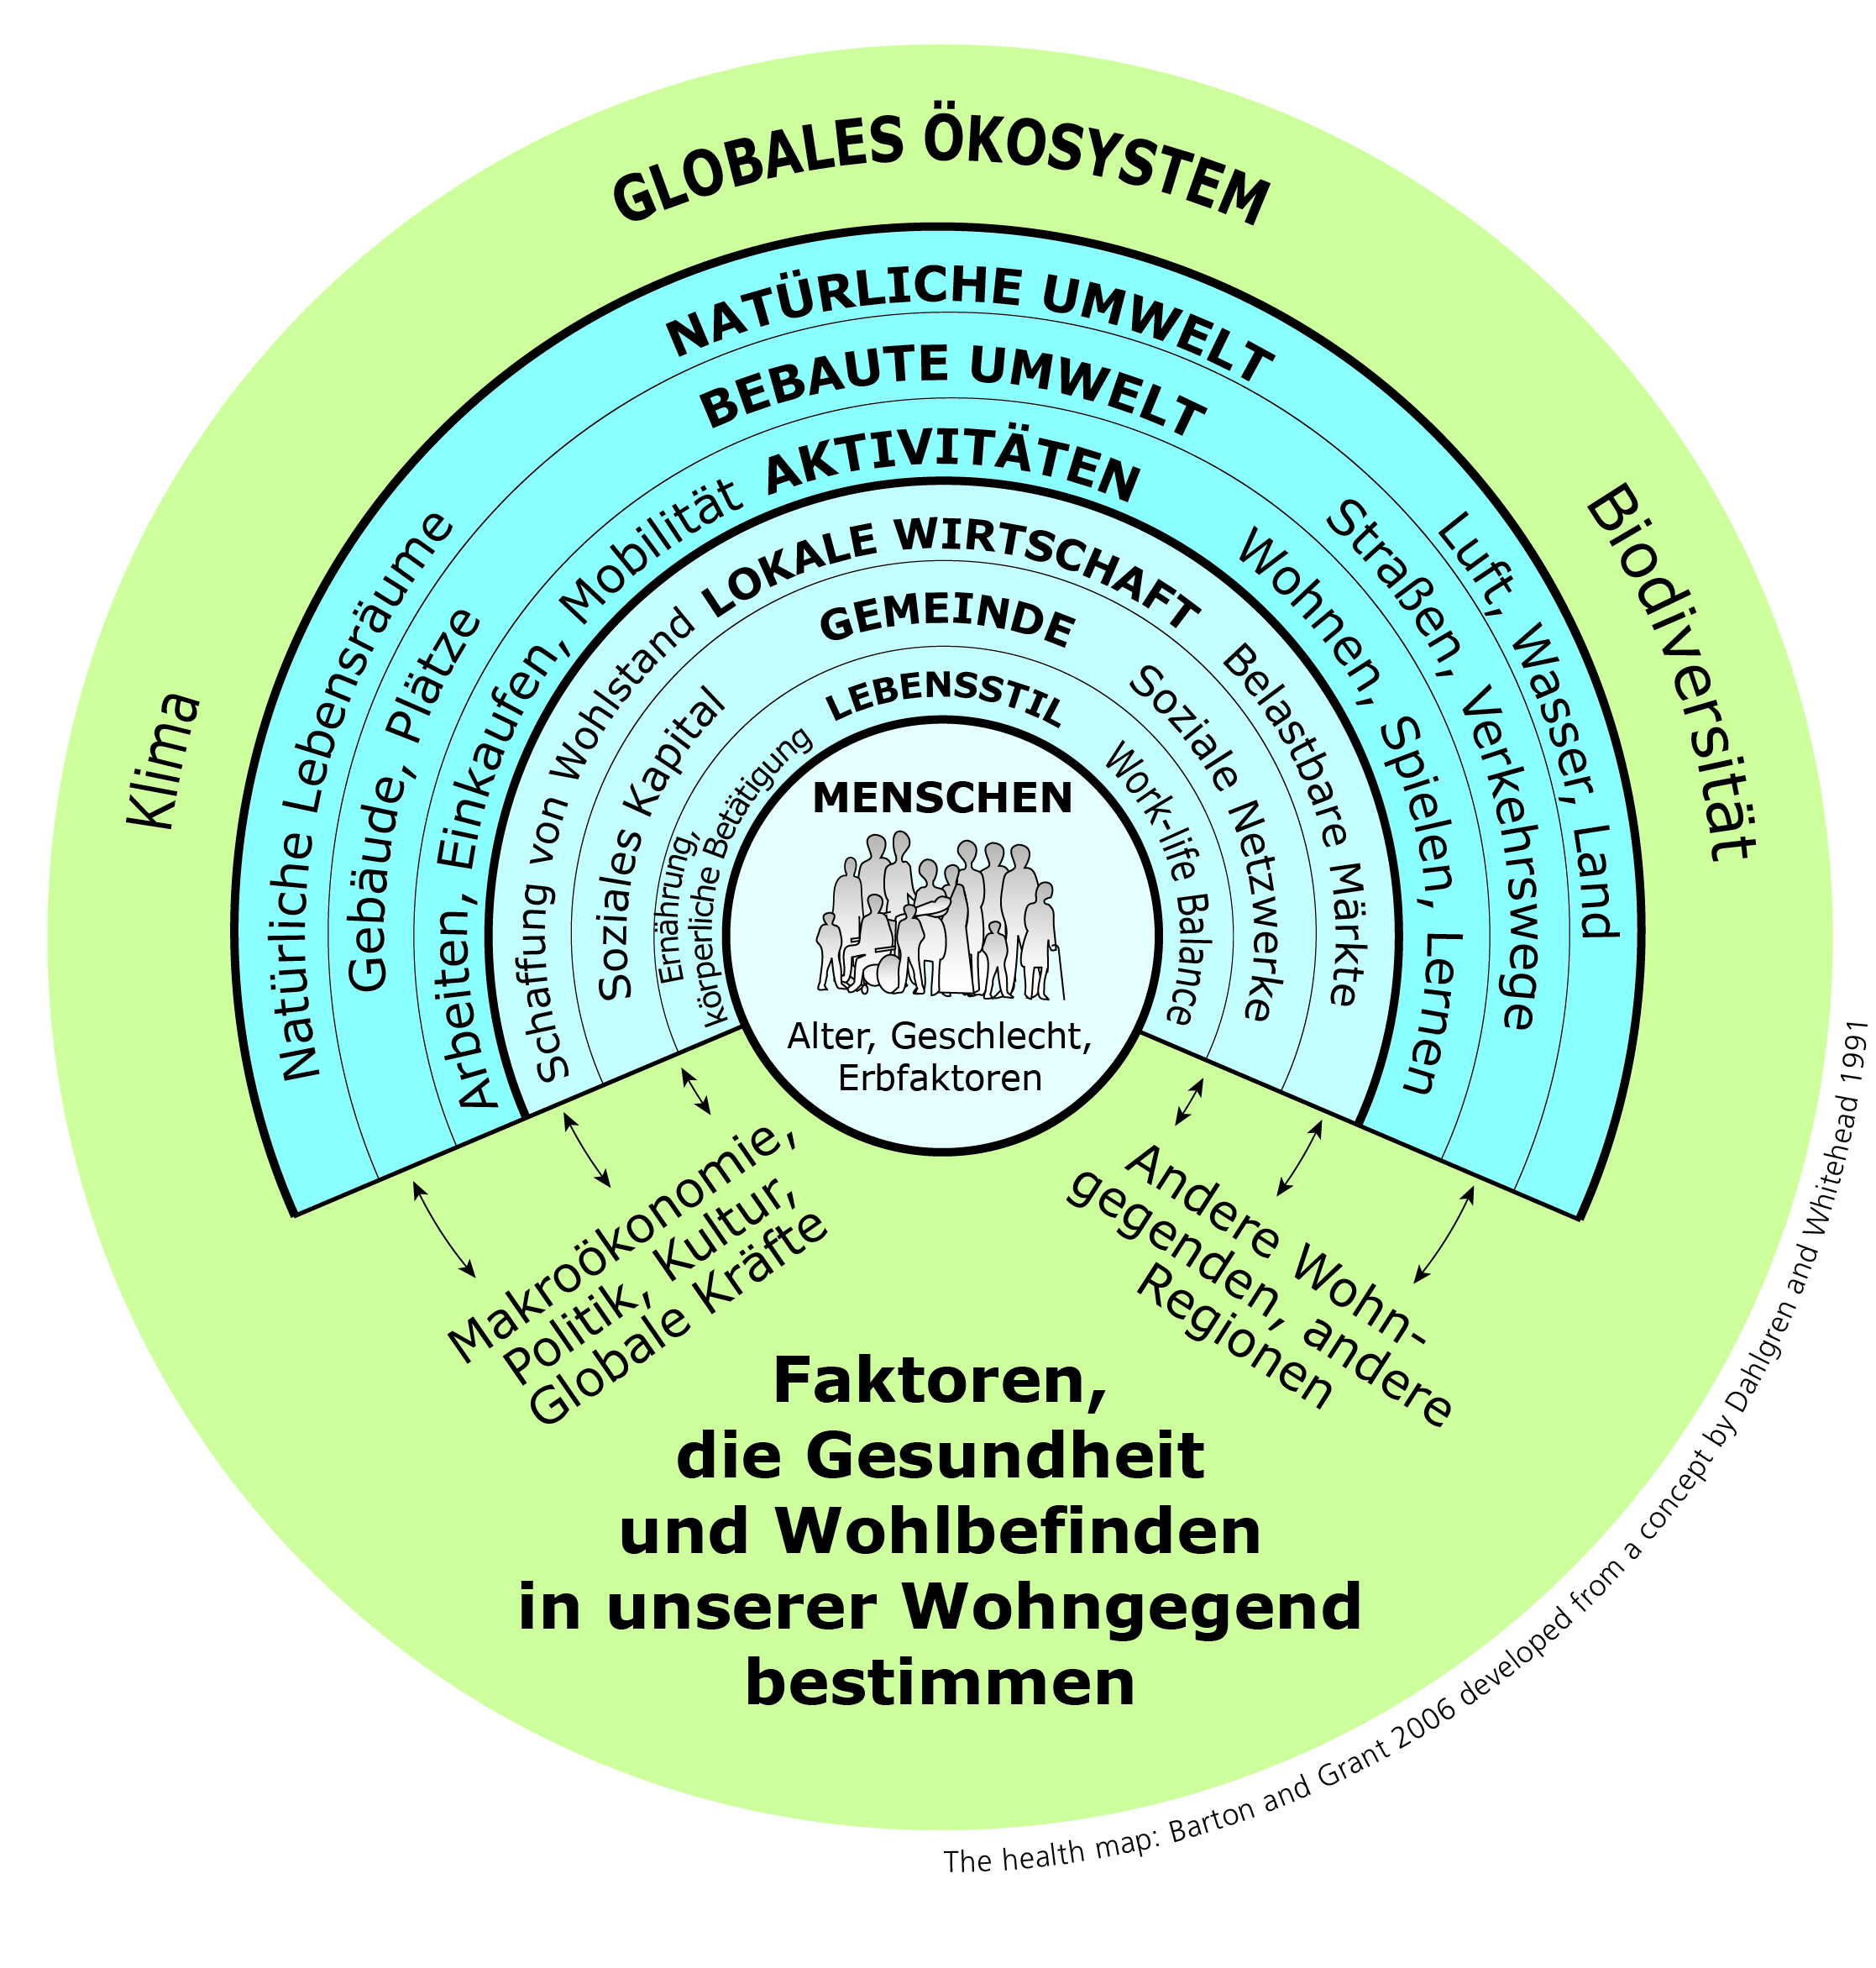 GLOBALES ÖKOSYSTEM
Klima
Biodiversität
NATÜRLICHE UMWELT
Natürliche Lebensräume
Luft, Wasser, Land
BEBAUTE UMWELT
Gebäude, Plätze
Straßen, Verkehrswege
AKTIVITÄTEN
Arbeiten, Einkaufen, Mobilität
Wohnen, Spielen, Lernen
LOKALE WIRTSCHAFT
Schaffung von Wohlstand
Belastbare Märkte
GEMEINDE
Soziales Kapital
Soziale Netzwerke
LEBENSSTIL
Ernährung,
körperliche Betätigung
Work-life Balance
MENSCHEN
Alter, Geschlecht,
Erbfaktoren
Makroökonomie,
Politik, Kultur,
Globale Kräfte
Andere Wohn-
gegenden, andere
Regionen
Faktoren,
die Gesundheit
und Wohlbefinden
in unserer Wohngegend
bestimmen
The health map: Barton and Grant 2006 developed from a concept by Dahlgren and Whitehead 1991